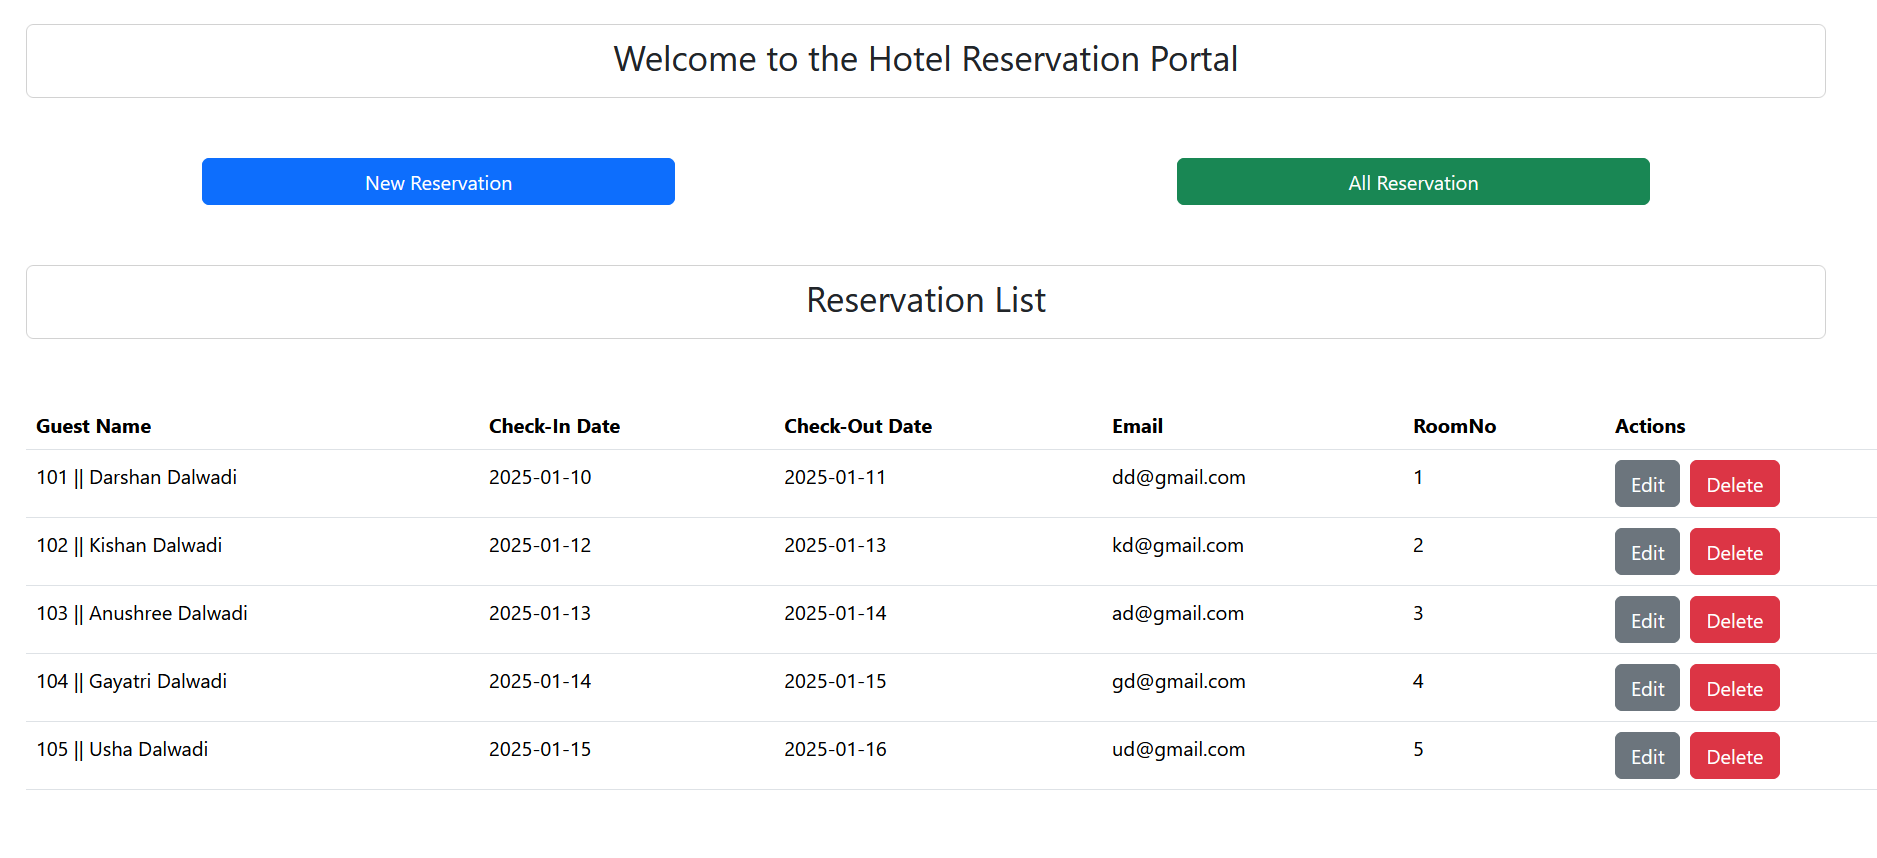 Welcome to the Hotel Reservation Portal
New Reservation All Reservation
Reservation List
Guest Name Check-In Date Check-Out Date Email RoomNo Actions
101 || Darshan Dalwadi 2025-01-10 2025-01-11 dd@gmail.com 1 Edit Delete
102 || Kishan Dalwadi 2025-01-12 2025-01-13 kd@gmail.com 2 Edit Delete
103 || Anushree Dalwadi 2025-01-13 2025-01-14 ad@gmail.com 3 Edit Delete
104 || Gayatri Dalwadi 2025-01-14 2025-01-15 gd@gmail.com 4 Edit Delete
105 || Usha Dalwadi 2025-01-15 2025-01-16 ud@gmail.com 5 Edit Delete